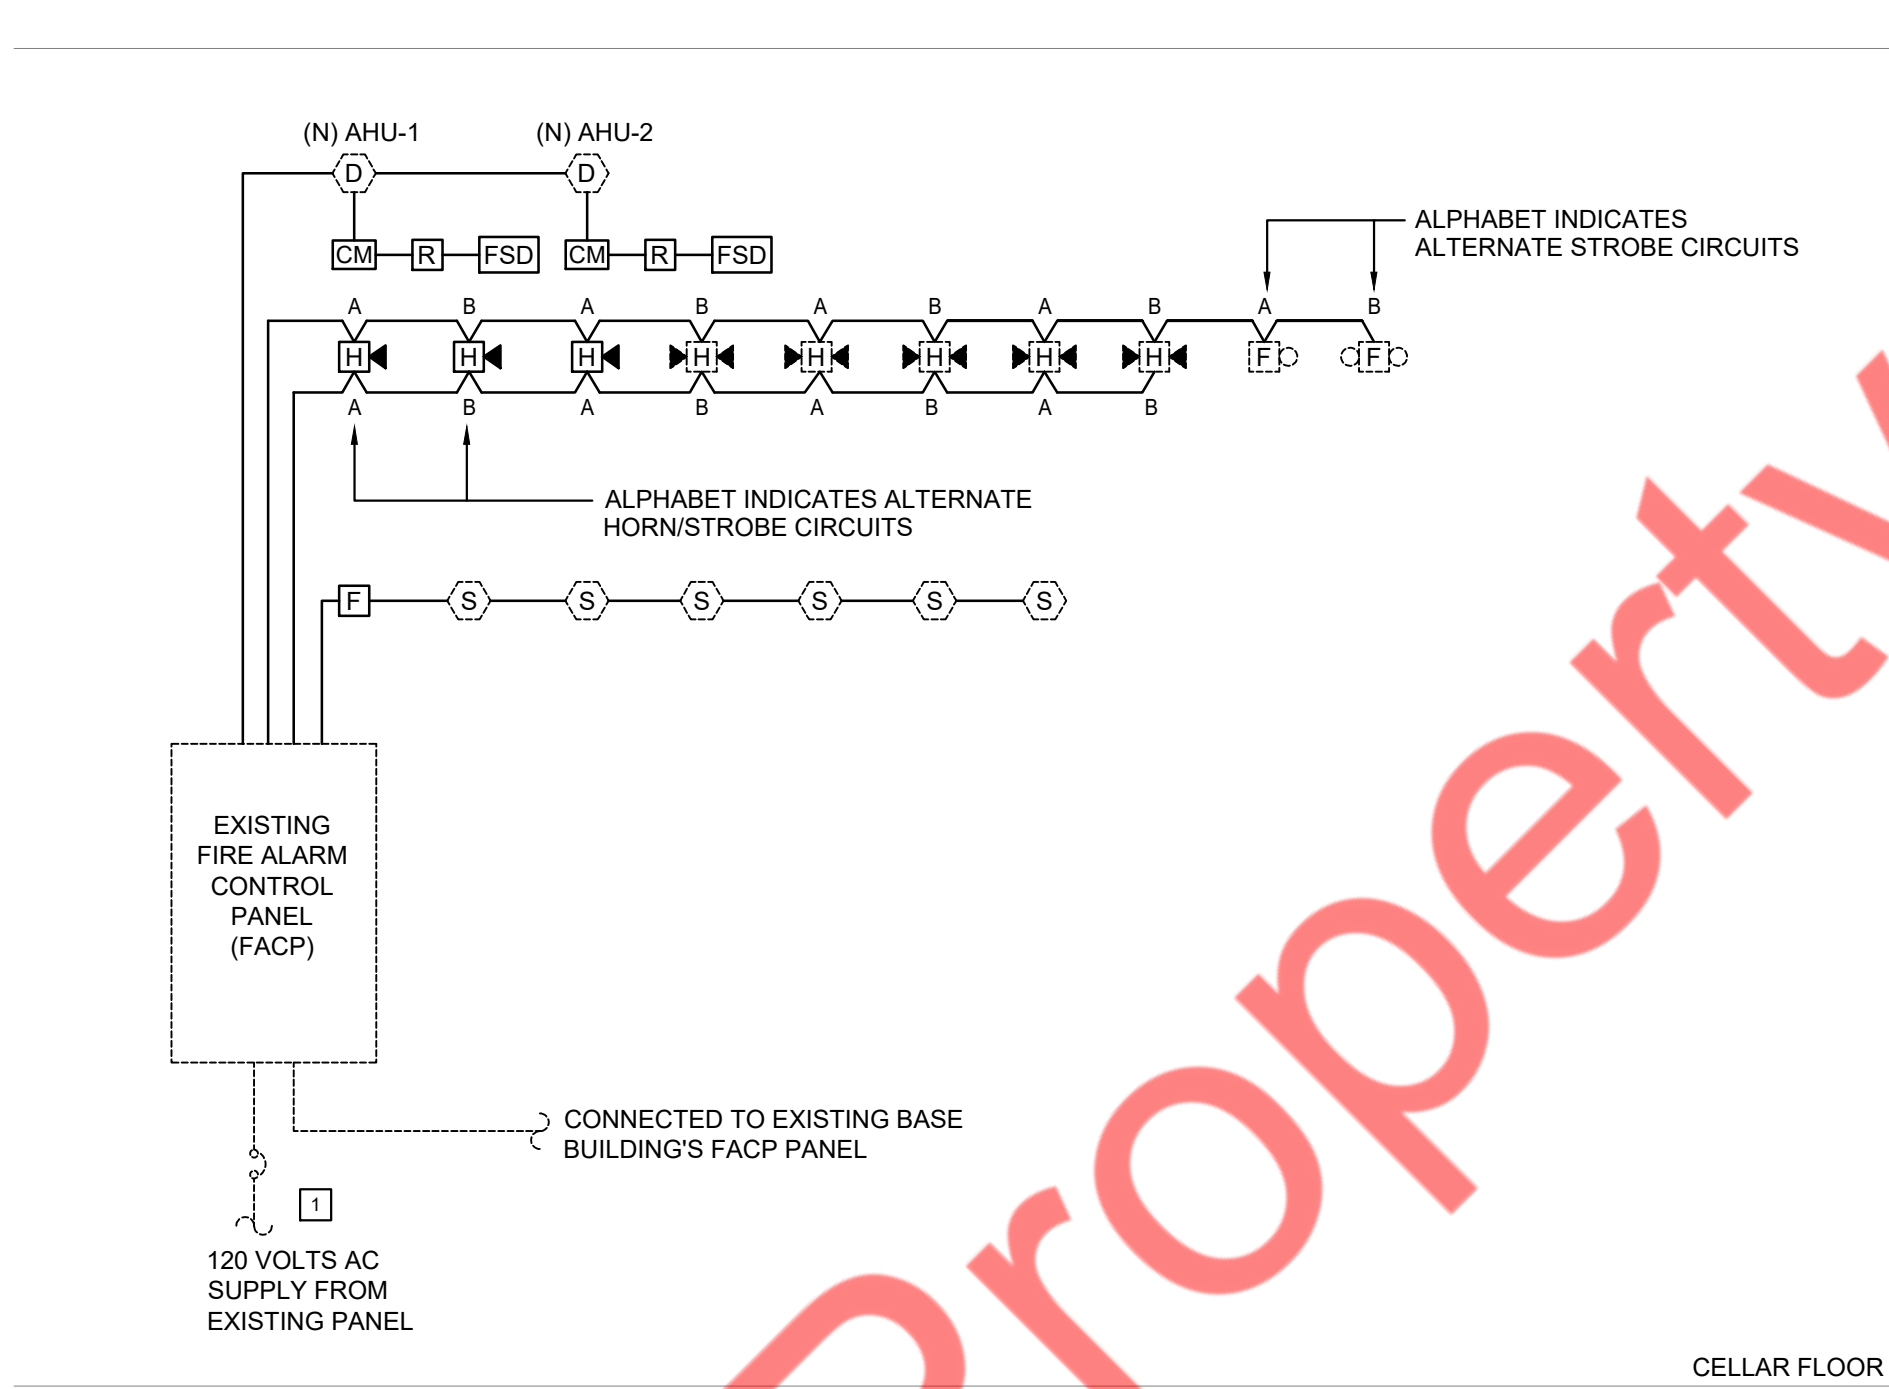 (N) AHU-1 (N) AHU-2
D D
CM R FSD CM R FSD
ALPHABET INDICATES
ALTERNATE STROBE CIRCUITS
A B A B A B A B A B
H H H H H H H H F F
A B A B A B A B
ALPHABET INDICATES ALTERNATE
HORN/STROBE CIRCUITS
F S S S S S S
EXISTING
FIRE ALARM
CONTROL
PANEL
(FACP)
CONNECTED TO EXISTING BASE
BUILDING'S FACP PANEL
1
120 VOLTS AC
SUPPLY FROM
EXISTING PANEL
CELLAR FLOOR
Property